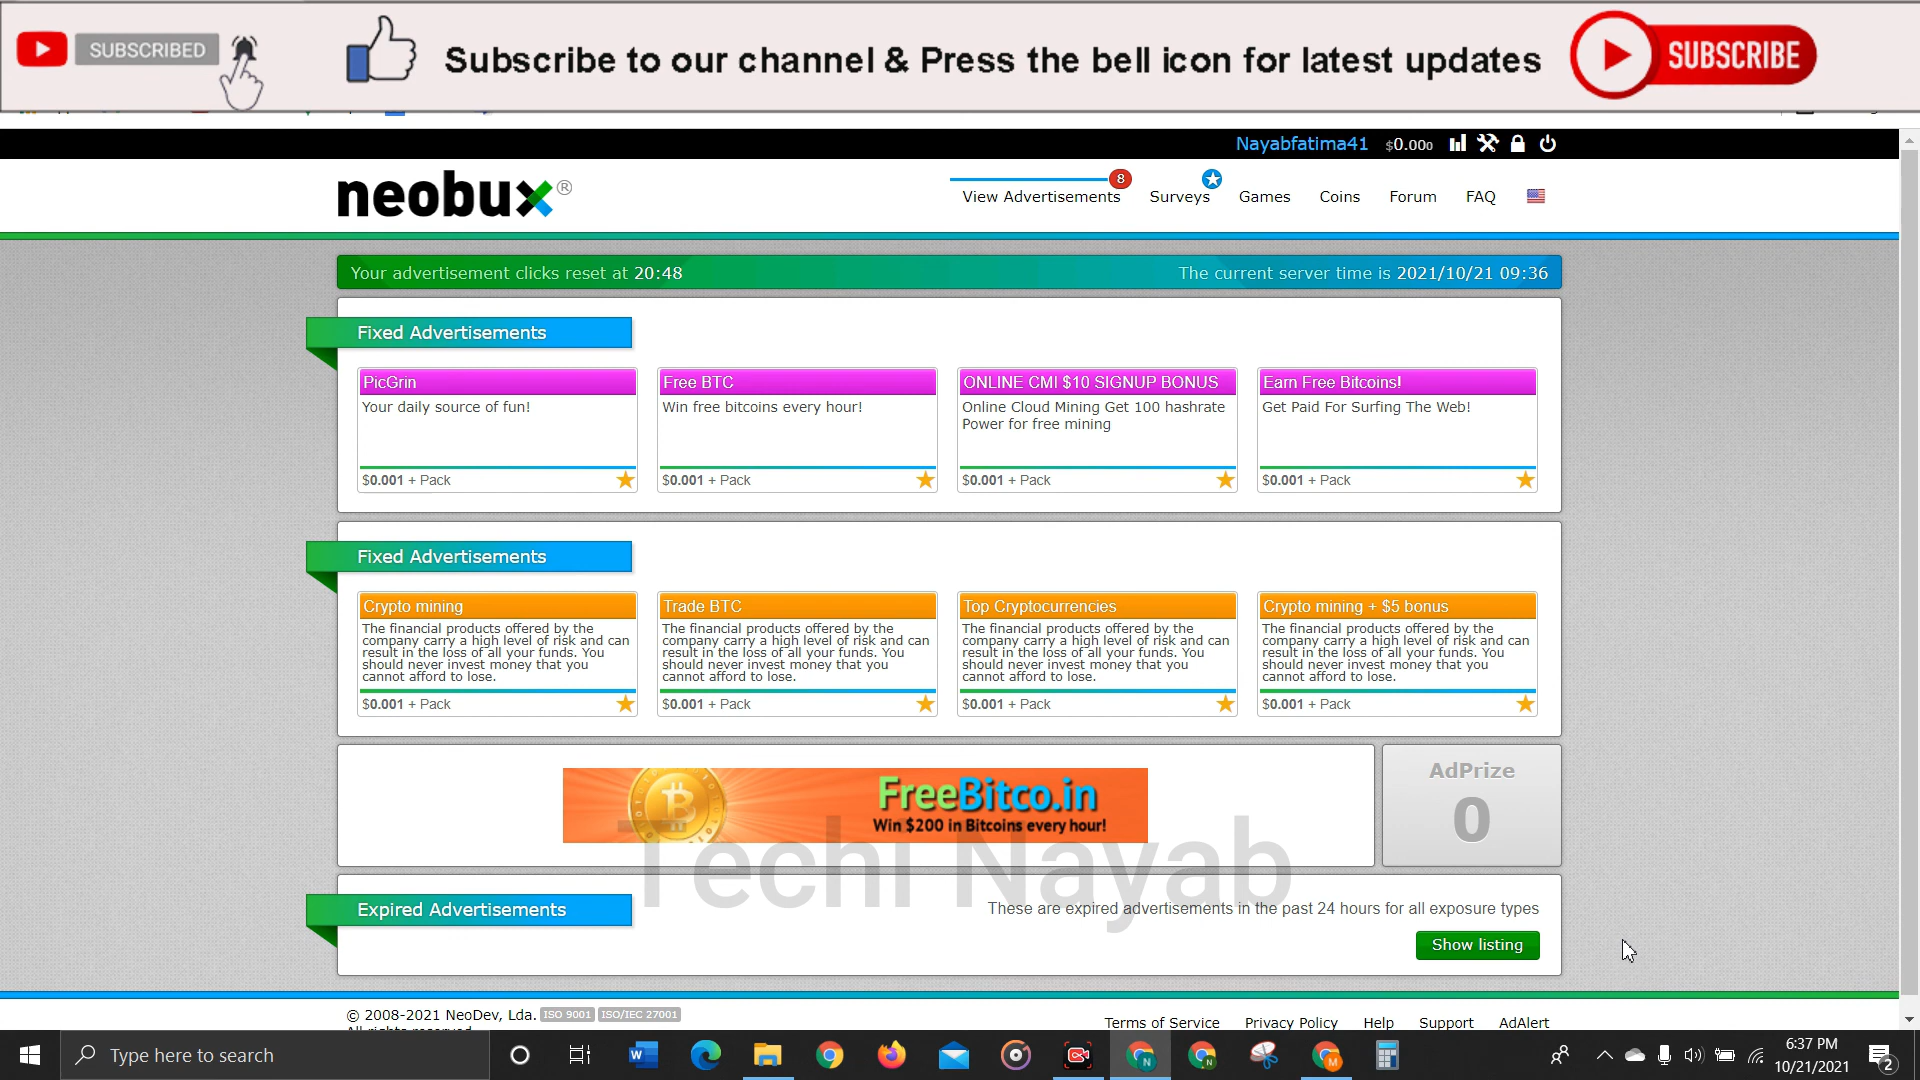 SUBSCRIBED
Subscribe to our channel & Press the bell icon for latest updates
SUBSCRIBE
Nayabfatima41 $0.000
neobux®
View Advertisements 8 Surveys Games Coins Forum FAQ
Your advertisement clicks reset at 20:48
The current server time is 2021/10/21 09:36
Fixed Advertisements
PicGrin
Your daily source of fun!
$0.001 + Pack
Free BTC
Win free bitcoins every hour!
$0.001 + Pack
ONLINE CMI $10 SIGNUP BONUS
Online Cloud Mining Get 100 hashrate
Power for free mining
$0.001 + Pack
Earn Free Bitcoins!
Get Paid For Surfing The Web!
$0.001 + Pack
Fixed Advertisements
Crypto mining
The financial products offered by the
company carry a high level of risk and can
result in the loss of all your funds. You
should never invest money that you
cannot afford to lose.
$0.001 + Pack
Trade BTC
The financial products offered by the
company carry a high level of risk and can
result in the loss of all your funds. You
should never invest money that you
cannot afford to lose.
$0.001 + Pack
Top Cryptocurrencies
The financial products offered by the
company carry a high level of risk and can
result in the loss of all your funds. You
should never invest money that you
cannot afford to lose.
$0.001 + Pack
Crypto mining + $5 bonus
The financial products offered by the
company carry a high level of risk and can
result in the loss of all your funds. You
should never invest money that you
cannot afford to lose.
$0.001 + Pack
FreeBitco.in
Win $200 in Bitcoins every hour!
AdPrize
0
Techi Nayab
Expired Advertisements
These are expired advertisements in the past 24 hours for all exposure types
Show listing
© 2008-2021 NeoDev, Lda. ISO 9001 ISO/IEC 27001
All rights reserved
Terms of Service Privacy Policy Help Support AdAlert
Type here to search
6:37 PM
10/21/2021
2